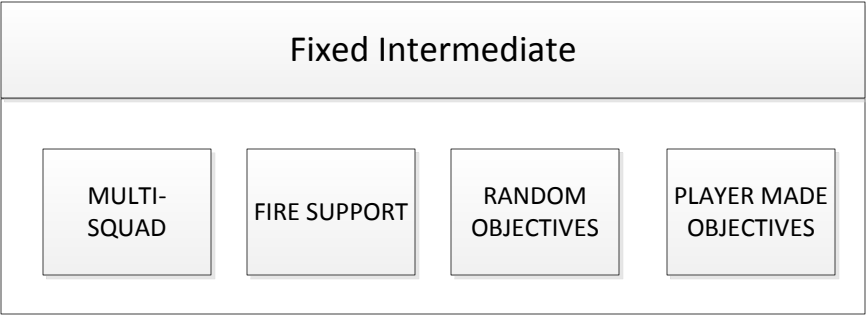 Fixed Intermediate
MULTI-
SQUAD
FIRE SUPPORT
RANDOM
OBJECTIVES
PLAYER MADE
OBJECTIVES